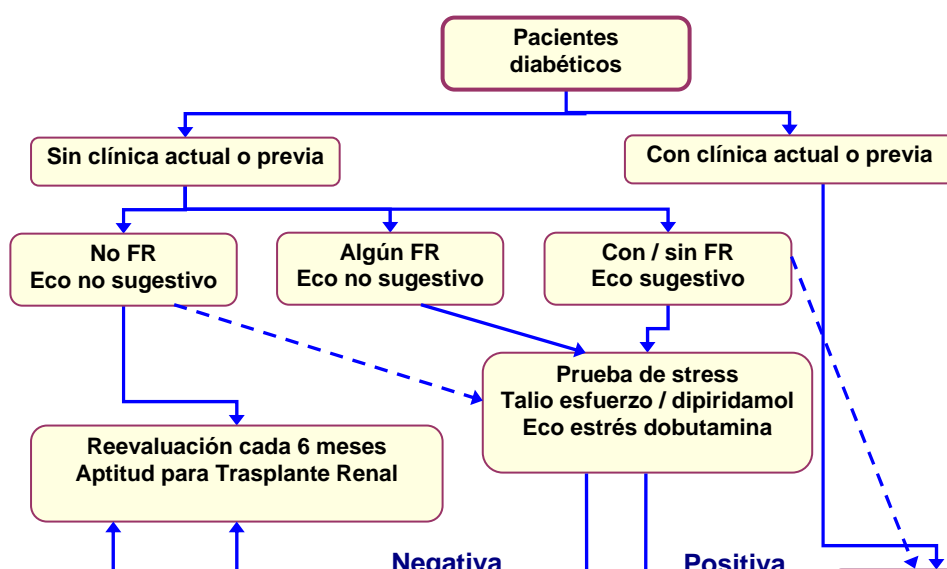 Pacientes
diabéticos
Sin clínica actual o previa
Con clínica actual o previa
No FR
Eco no sugestivo
Algún FR
Eco no sugestivo
Con / sin FR
Eco sugestivo
Prueba de stress
Talio esfuerzo / dipiridamol
Eco estrés dobutamina
Reevaluación cada 6 meses
Aptitud para Trasplante Renal
Negativa
Positiva